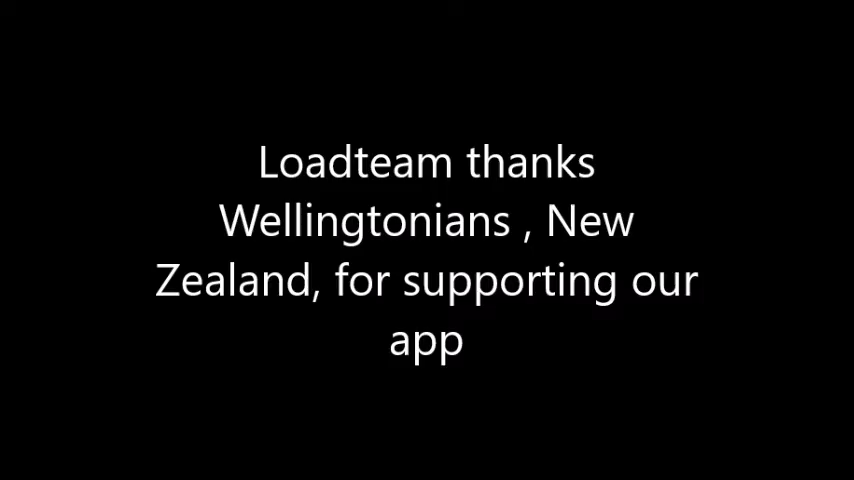 Loadteam thanks
Wellingtonians , New
Zealand, for supporting our
app